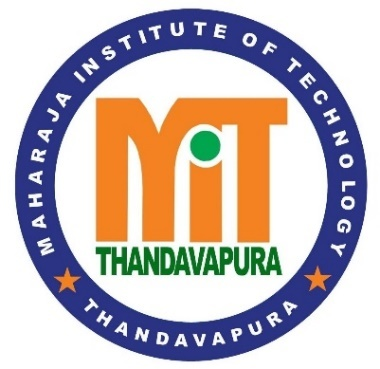 MAHARAJA INSTITUTE OF TECHNOLOGY
MiT
THANDAVAPURA
THANDAVAPURA